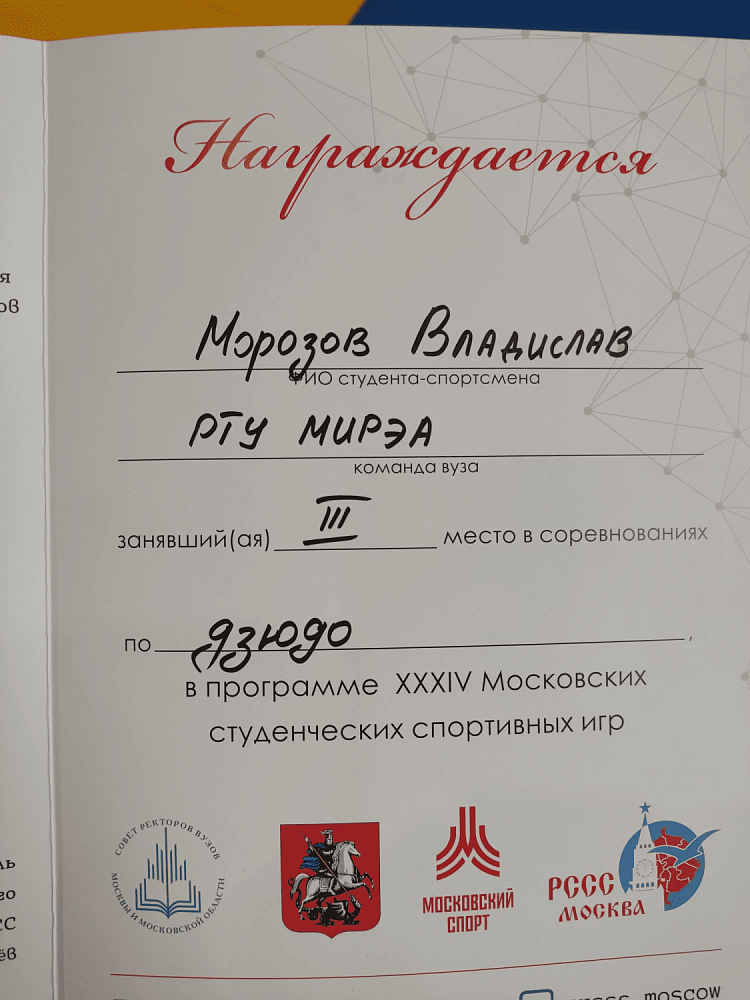 Награждается
Морозов Владислав
ФИО студента-спортсмена
РТУ МИРЭА
команда вуза
занявший(ая) III место в соревнованиях
по дзюдо,
в программе XXXIV Московских
студенческих спортивных игр
СОВЕТ РЕКТОРОВ ВУЗОВ
МОСКВЫ И МОСКОВСКОЙ ОБЛАСТИ
МОСКОВСКИЙ
СПОРТ
РССС
МОСКВА
moscow